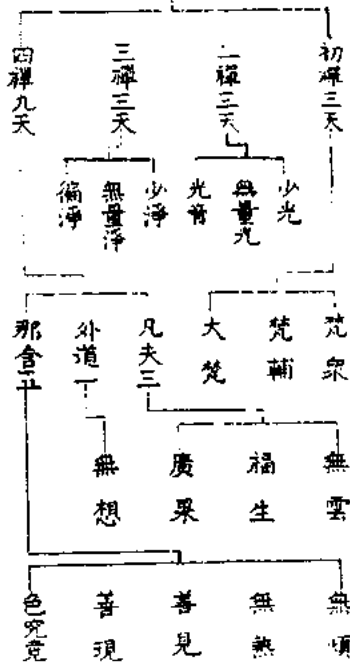 初禪三天
二禪三天
三禪三天
四禪九天
少光
無量光
光音
少淨
無量淨
徧淨
梵眾
梵輔
大梵
凡夫三
外道一
那含五
無雲
福生
廣果
無想
無煩
無熱
善見
善現
色究竟